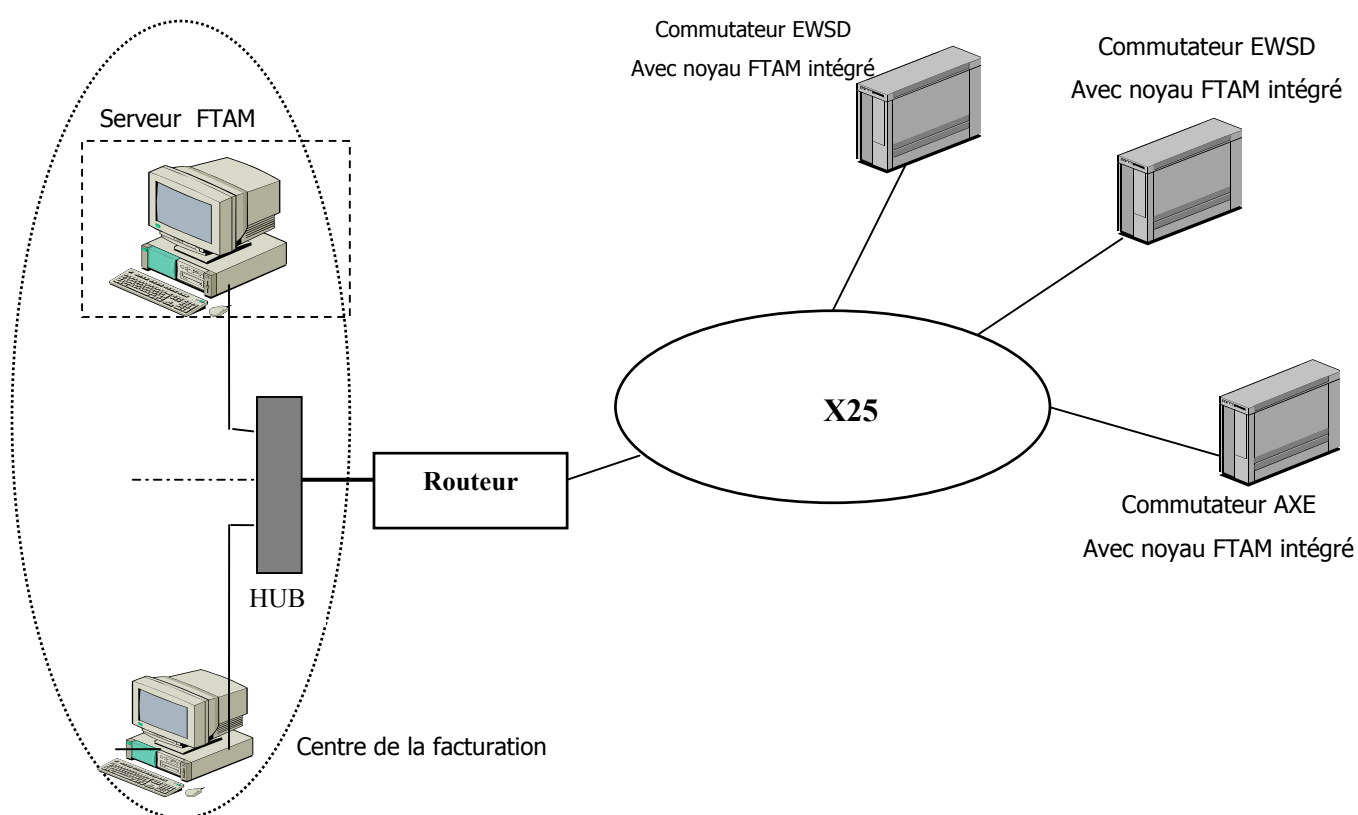 Commutateur EWSD
Avec noyau FTAM intégré
Commutateur EWSD
Avec noyau FTAM intégré
Serveur FTAM
X25
Routeur
HUB
Commutateur AXE
Avec noyau FTAM intégré
Centre de la facturation